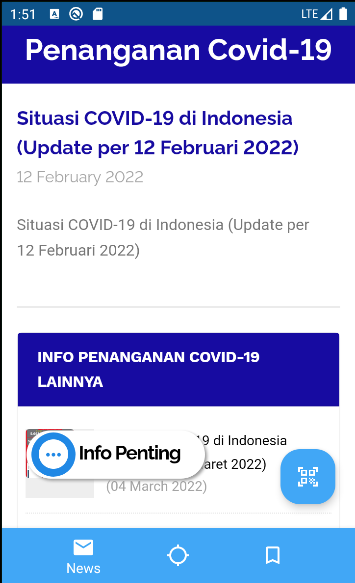 1:51
LTE
Penanganan Covid-19
Situasi COVID-19 di Indonesia
(Update per 12 Februari 2022)
12 February 2022
Situasi COVID-19 di Indonesia (Update per
12 Februari 2022)
INFO PENANGANAN COVID-19
LAINNYA
9 di Indonesia
Info Penting
aret 2022)
(04 March 2022)
News